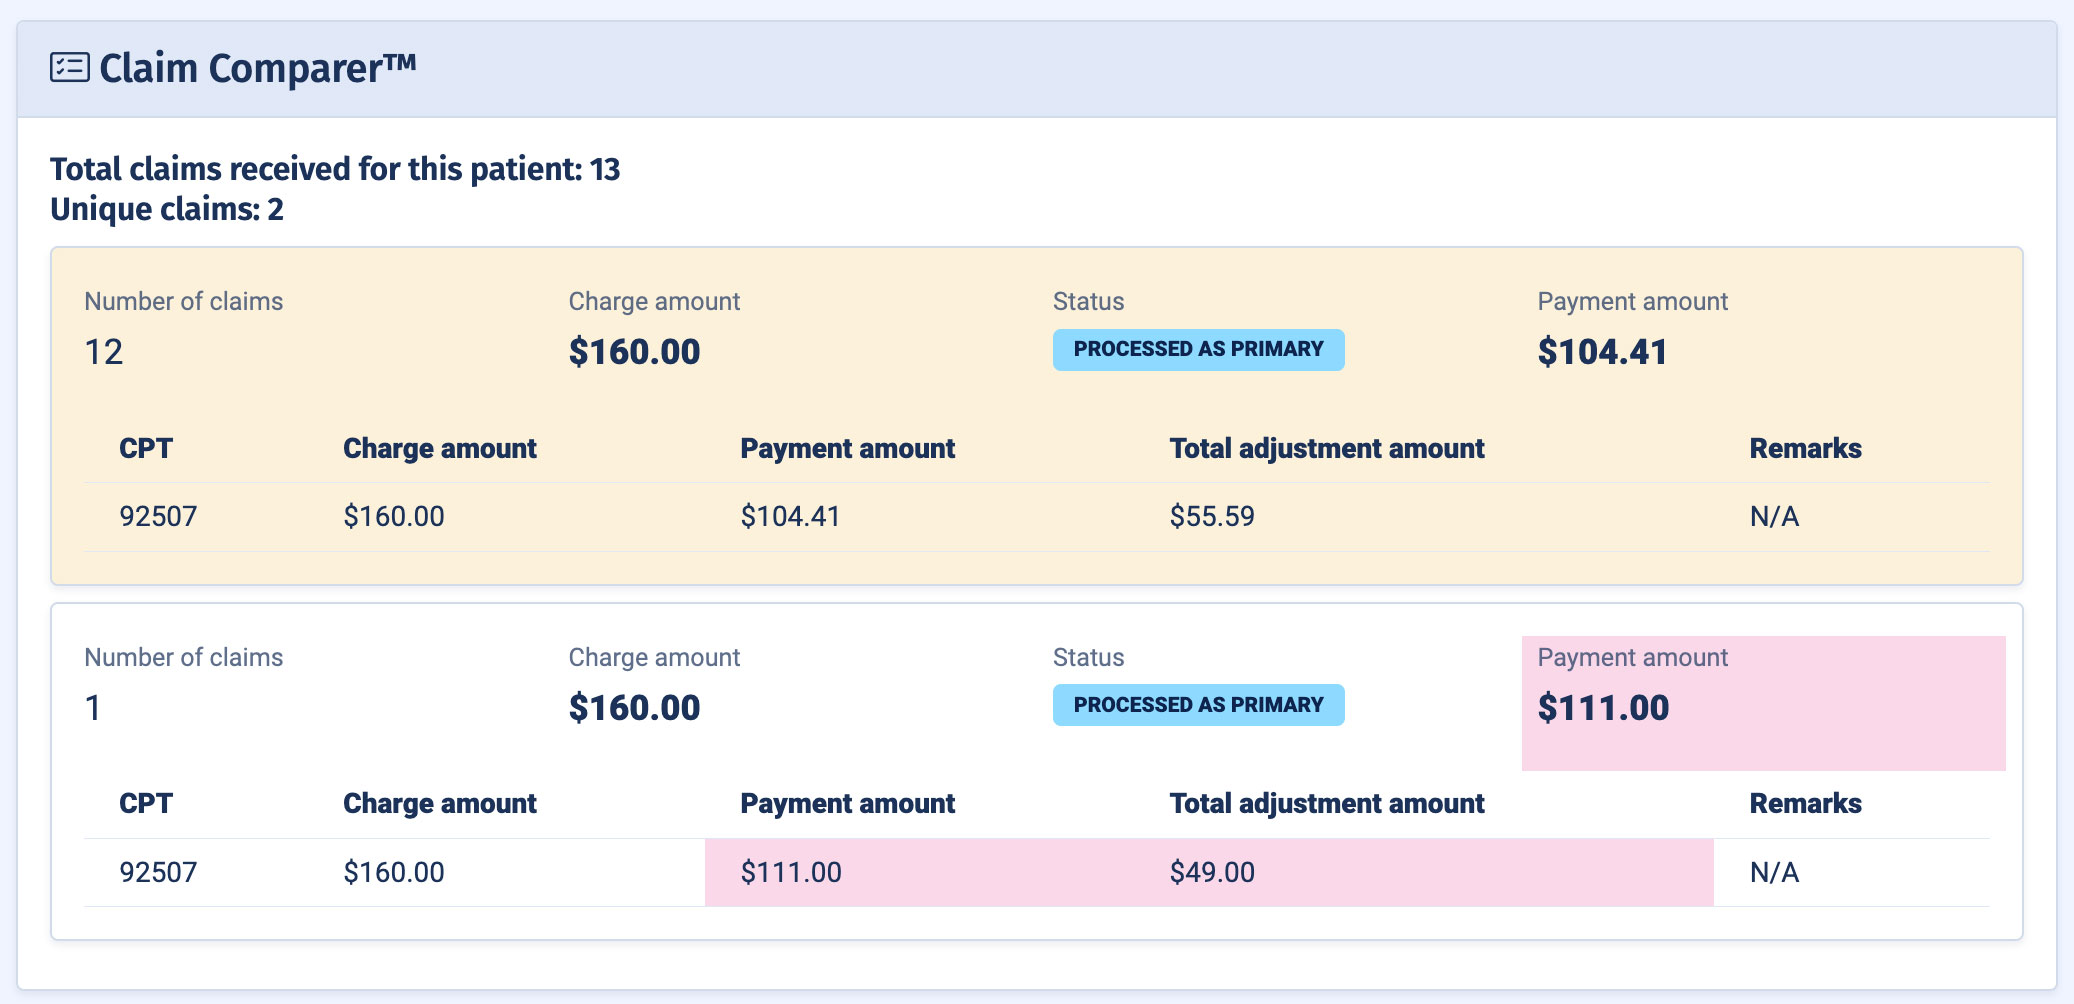 Claim Comparer™
Total claims received for this patient: 13
Unique claims: 2
Number of claims Charge amount Status Payment amount
12 $160.00 PROCESSED AS PRIMARY $104.41
CPT Charge amount Payment amount Total adjustment amount Remarks
92507 $160.00 $104.41 $55.59 N/A
Number of claims Charge amount Status Payment amount
1 $160.00 PROCESSED AS PRIMARY $111.00
CPT Charge amount Payment amount Total adjustment amount Remarks
92507 $160.00 $111.00 $49.00 N/A